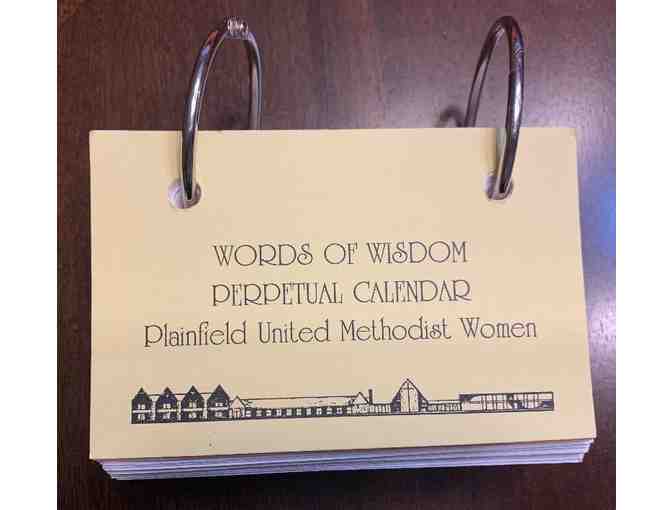 WORDS OF WISDOM
PERPETUAL CALENDAR
Plainfield United Methodist Women